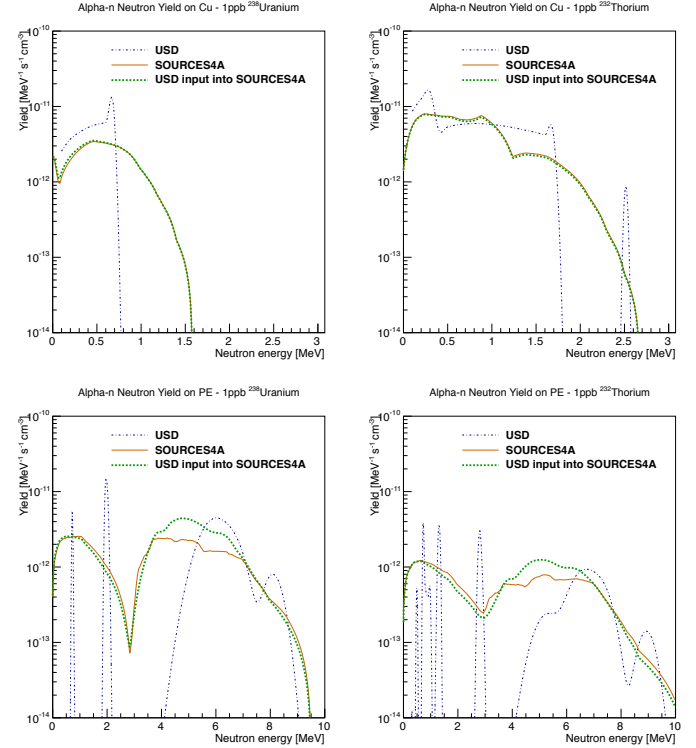 Alpha-n Neutron Yield on Cu - 1ppb ²³⁸Uranium
Yield [MeV⁻¹ s⁻¹ cm⁻³]
10⁻¹⁰
10⁻¹¹
10⁻¹²
10⁻¹³
10⁻¹⁴
USD
SOURCES4A
USD input into SOURCES4A
0 0.5 1 1.5 2 2.5 3
Neutron energy [MeV]
Alpha-n Neutron Yield on Cu - 1ppb ²³²Thorium
Yield [MeV⁻¹ s⁻¹ cm⁻³]
10⁻¹⁰
10⁻¹¹
10⁻¹²
10⁻¹³
10⁻¹⁴
USD
SOURCES4A
USD input into SOURCES4A
0 0.5 1 1.5 2 2.5 3
Neutron energy [MeV]
Alpha-n Neutron Yield on PE - 1ppb ²³⁸Uranium
Yield [MeV⁻¹ s⁻¹ cm⁻³]
10⁻¹⁰
10⁻¹¹
10⁻¹²
10⁻¹³
10⁻¹⁴
USD
SOURCES4A
USD input into SOURCES4A
0 2 4 6 8 10
Neutron energy [MeV]
Alpha-n Neutron Yield on PE - 1ppb ²³²Thorium
Yield [MeV⁻¹ s⁻¹ cm⁻³]
10⁻¹⁰
10⁻¹¹
10⁻¹²
10⁻¹³
10⁻¹⁴
USD
SOURCES4A
USD input into SOURCES4A
0 2 4 6 8 10
Neutron energy [MeV]